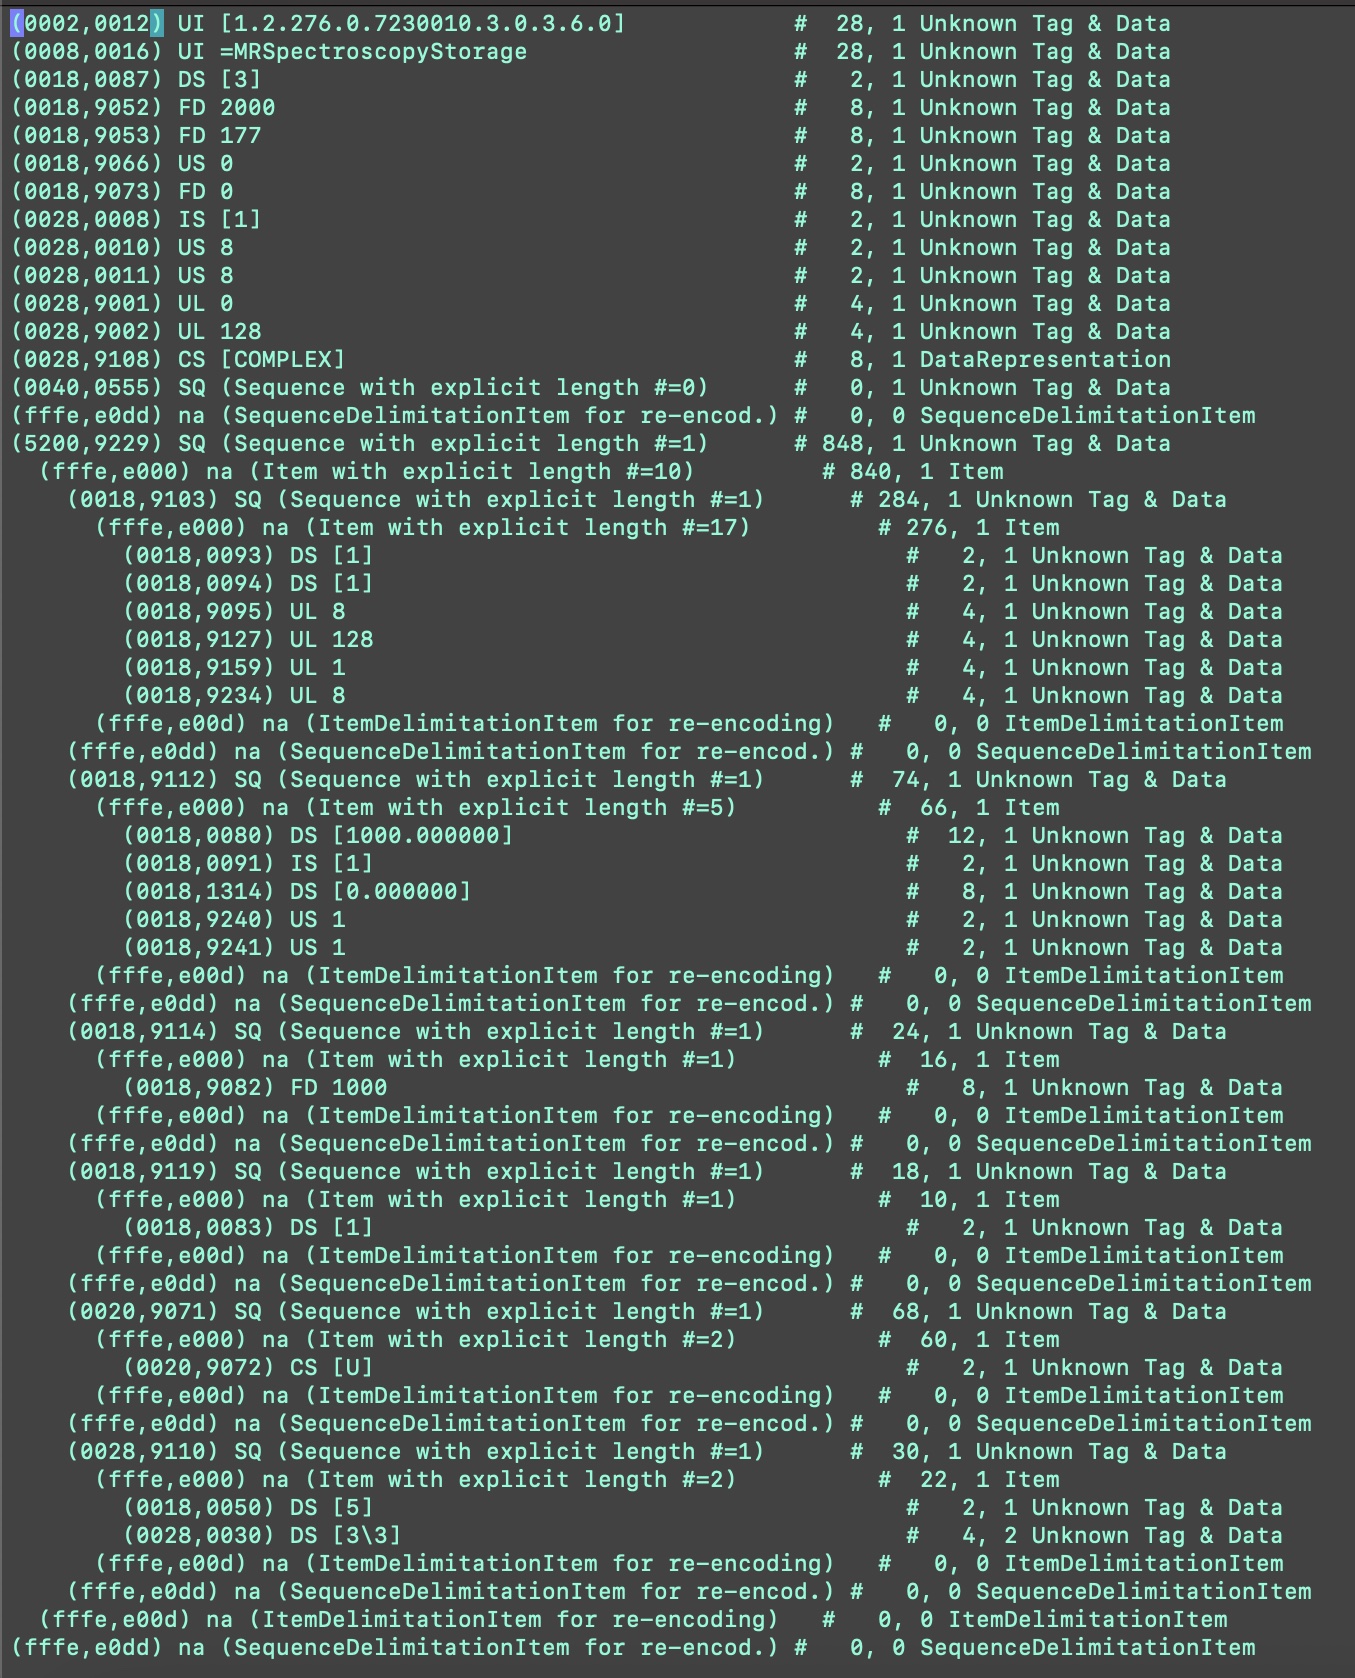 (0002,0012) UI [1.2.276.0.7230010.3.0.3.6.0]            #  28, 1 Unknown Tag & Data
(0008,0016) UI =MRSpectroscopyStorage                   #  28, 1 Unknown Tag & Data
(0018,0087) DS [3]                                      #   2, 1 Unknown Tag & Data
(0018,9052) FD 2000                                     #   8, 1 Unknown Tag & Data
(0018,9053) FD 177                                      #   8, 1 Unknown Tag & Data
(0018,9066) US 0                                        #   2, 1 Unknown Tag & Data
(0018,9073) FD 0                                        #   8, 1 Unknown Tag & Data
(0028,0008) IS [1]                                      #   2, 1 Unknown Tag & Data
(0028,0010) US 8                                        #   2, 1 Unknown Tag & Data
(0028,0011) US 8                                        #   2, 1 Unknown Tag & Data
(0028,9001) UL 0                                        #   4, 1 Unknown Tag & Data
(0028,9002) UL 128                                      #   4, 1 Unknown Tag & Data
(0028,9108) CS [COMPLEX]                                #   8, 1 DataRepresentation
(0040,0555) SQ (Sequence with explicit length #=0)      #   0, 1 Unknown Tag & Data
(fffe,e0dd) na (SequenceDelimitationItem for re-encod.) #   0, 0 SequenceDelimitationItem
(5200,9229) SQ (Sequence with explicit length #=1)      # 848, 1 Unknown Tag & Data
  (fffe,e000) na (Item with explicit length #=10)         # 840, 1 Item
    (0018,9103) SQ (Sequence with explicit length #=1)      # 284, 1 Unknown Tag & Data
      (fffe,e000) na (Item with explicit length #=17)         # 276, 1 Item
        (0018,0093) DS [1]                                      #   2, 1 Unknown Tag & Data
        (0018,0094) DS [1]                                      #   2, 1 Unknown Tag & Data
        (0018,9095) UL 8                                        #   4, 1 Unknown Tag & Data
        (0018,9127) UL 128                                      #   4, 1 Unknown Tag & Data
        (0018,9159) UL 1                                        #   4, 1 Unknown Tag & Data
        (0018,9234) UL 8                                        #   4, 1 Unknown Tag & Data
      (fffe,e00d) na (ItemDelimitationItem for re-encoding)   #   0, 0 ItemDelimitationItem
    (fffe,e0dd) na (SequenceDelimitationItem for re-encod.) #   0, 0 SequenceDelimitationItem
    (0018,9112) SQ (Sequence with explicit length #=1)      #  74, 1 Unknown Tag & Data
      (fffe,e000) na (Item with explicit length #=5)          #  66, 1 Item
        (0018,0080) DS [1000.000000]                            #  12, 1 Unknown Tag & Data
        (0018,0091) IS [1]                                      #   2, 1 Unknown Tag & Data
        (0018,1314) DS [0.000000]                               #   8, 1 Unknown Tag & Data
        (0018,9240) US 1                                        #   2, 1 Unknown Tag & Data
        (0018,9241) US 1                                        #   2, 1 Unknown Tag & Data
      (fffe,e00d) na (ItemDelimitationItem for re-encoding)   #   0, 0 ItemDelimitationItem
    (fffe,e0dd) na (SequenceDelimitationItem for re-encod.) #   0, 0 SequenceDelimitationItem
    (0018,9114) SQ (Sequence with explicit length #=1)      #  24, 1 Unknown Tag & Data
      (fffe,e000) na (Item with explicit length #=1)          #  16, 1 Item
        (0018,9082) FD 1000                                     #   8, 1 Unknown Tag & Data
      (fffe,e00d) na (ItemDelimitationItem for re-encoding)   #   0, 0 ItemDelimitationItem
    (fffe,e0dd) na (SequenceDelimitationItem for re-encod.) #   0, 0 SequenceDelimitationItem
    (0018,9119) SQ (Sequence with explicit length #=1)      #  18, 1 Unknown Tag & Data
      (fffe,e000) na (Item with explicit length #=1)          #  10, 1 Item
        (0018,0083) DS [1]                                      #   2, 1 Unknown Tag & Data
      (fffe,e00d) na (ItemDelimitationItem for re-encoding)   #   0, 0 ItemDelimitationItem
    (fffe,e0dd) na (SequenceDelimitationItem for re-encod.) #   0, 0 SequenceDelimitationItem
    (0020,9071) SQ (Sequence with explicit length #=1)      #  68, 1 Unknown Tag & Data
      (fffe,e000) na (Item with explicit length #=2)          #  60, 1 Item
        (0020,9072) CS [U]                                      #   2, 1 Unknown Tag & Data
      (fffe,e00d) na (ItemDelimitationItem for re-encoding)   #   0, 0 ItemDelimitationItem
    (fffe,e0dd) na (SequenceDelimitationItem for re-encod.) #   0, 0 SequenceDelimitationItem
    (0028,9110) SQ (Sequence with explicit length #=1)      #  30, 1 Unknown Tag & Data
      (fffe,e000) na (Item with explicit length #=2)          #  22, 1 Item
        (0018,0050) DS [5]                                      #   2, 1 Unknown Tag & Data
        (0028,0030) DS [3\3]                                    #   4, 2 Unknown Tag & Data
      (fffe,e00d) na (ItemDelimitationItem for re-encoding)   #   0, 0 ItemDelimitationItem
    (fffe,e0dd) na (SequenceDelimitationItem for re-encod.) #   0, 0 SequenceDelimitationItem
  (fffe,e00d) na (ItemDelimitationItem for re-encoding)   #   0, 0 ItemDelimitationItem
(fffe,e0dd) na (SequenceDelimitationItem for re-encod.) #   0, 0 SequenceDelimitationItem